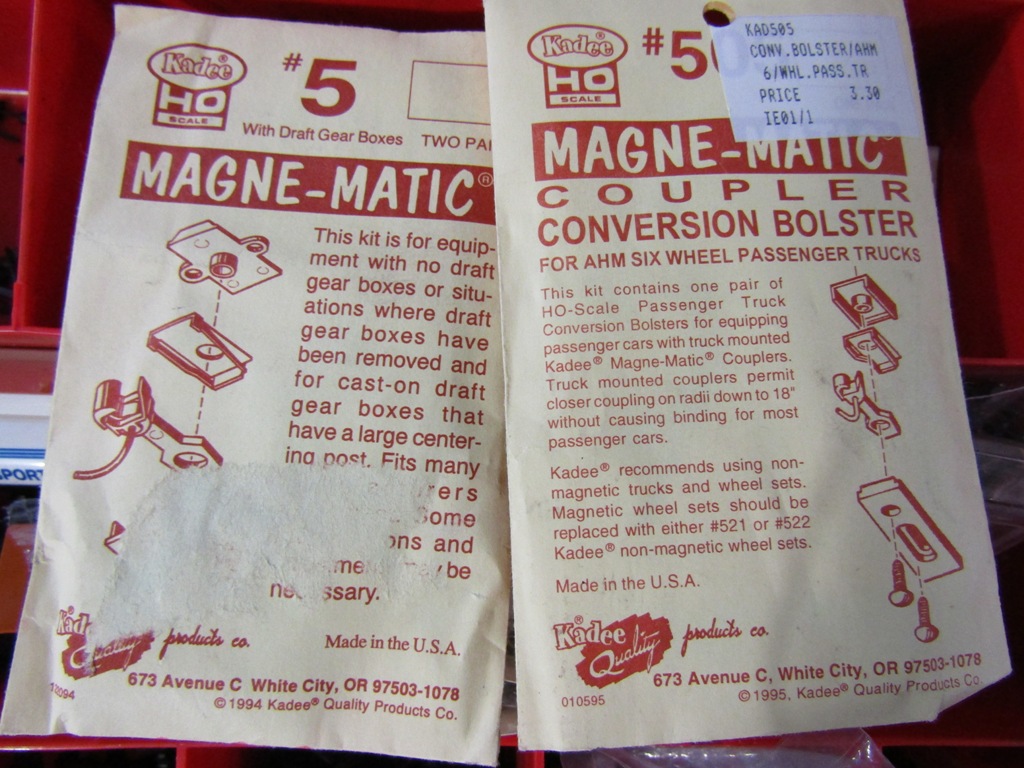 Kadee®
HO
SCALE
#5
With Draft Gear Boxes
TWO
MAGNE-MATIC®
This kit is for equip-
ment with no draft
gear boxes or situ-
ations where draft
gear boxes have
been removed and
for cast-on draft
gear boxes that
have a large center-
ing post. Fits many
ome
ons and
be
ne ssary.
Kad
Quality products co.
Made in the U.S.A.
673 Avenue C, White City, OR 97503-1078
© 1994 Kadee® Quality Products Co.
Kadee®
HO
SCALE
#50
KAD505
CONV.BOLSTER/AHM
6/WHL.PASS.TR
PRICE 3.30
IE01/1
MAGNE-MATIC®
COUPLER
CONVERSION BOLSTER
FOR AHM SIX WHEEL PASSENGER TRUCKS
This kit contains one pair of
HO-Scale Passenger Truck
Conversion Bolsters for equipping
passenger cars with truck mounted
Kadee® Magne-Matic® Couplers.
Truck mounted couplers permit
closer coupling on radii down to 18"
without causing binding for most
passenger cars.
Kadee® recommends using non-
magnetic trucks and wheel sets.
Magnetic wheel sets should be
replaced with either #521 or #522
Kadee® non-magnetic wheel sets.
Made in the U.S.A.
Kadee®
Quality products co.
673 Avenue C, White City, OR 97503-1078
010595
© 1995, Kadee® Quality Products Co.